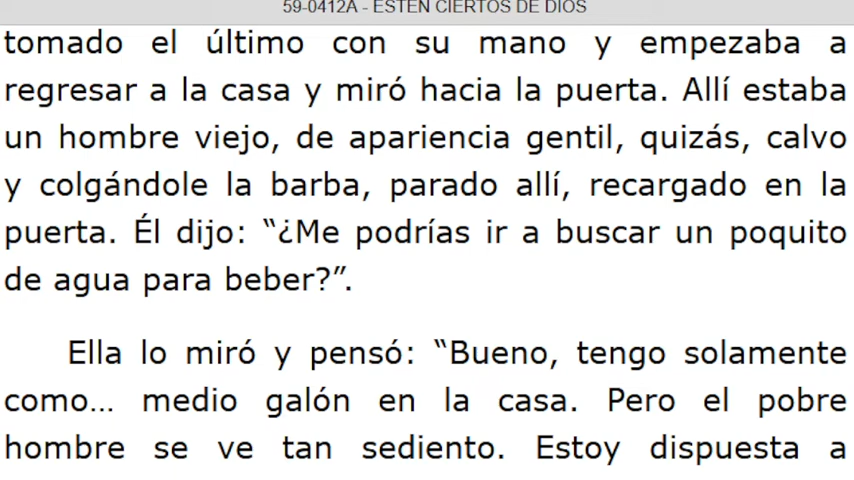 59-0412A - ESTEN CIERTOS DE DIOS
tomado el último con su mano y empezaba a
regresar a la casa y miró hacia la puerta. Allí estaba
un hombre viejo, de apariencia gentil, quizás, calvo
y colgándole la barba, parado allí, recargado en la
puerta. Él dijo: “¿Me podrías ir a buscar un poquito
de agua para beber?”.
Ella lo miró y pensó: “Bueno, tengo solamente
como… medio galón en la casa. Pero el pobre
hombre se ve tan sediento. Estoy dispuesta a